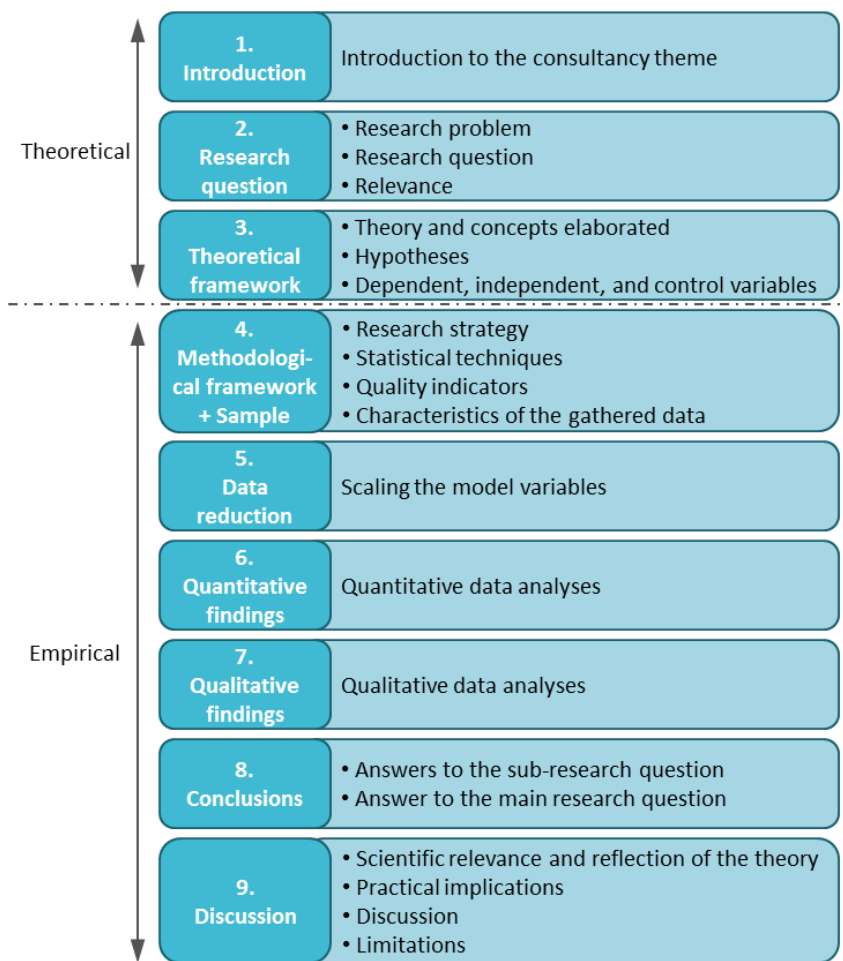 1.
Introduction
Introduction to the consultancy theme
Theoretical
2.
Research
question
• Research problem
• Research question
• Relevance
3.
Theoretical
framework
• Theory and concepts elaborated
• Hypotheses
• Dependent, independent, and control variables
Empirical
4.
Methodologi-
cal framework
+ Sample
• Research strategy
• Statistical techniques
• Quality indicators
• Characteristics of the gathered data
5.
Data
reduction
Scaling the model variables
6.
Quantitative
findings
Quantitative data analyses
7.
Qualitative
findings
Qualitative data analyses
8.
Conclusions
• Answers to the sub-research question
• Answer to the main research question
9.
Discussion
• Scientific relevance and reflection of the theory
• Practical implications
• Discussion
• Limitations